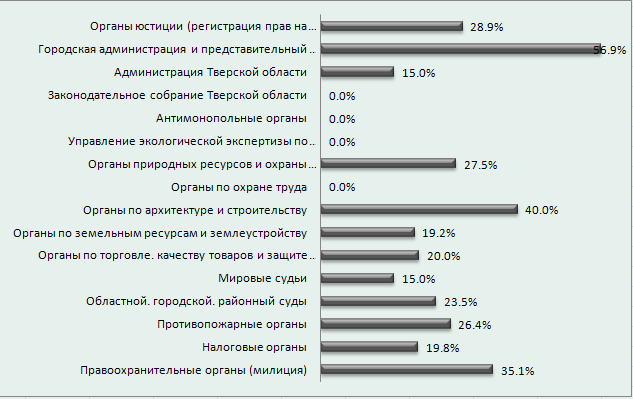 Органы юстиции (регистрация прав на… 28.9%
Городская администрация и представительный .. 56.9%
Администрация Тверской области 15.0%
Законодательное собрание Тверской области 0.0%
Антимонопольные органы 0.0%
Управление экологической экспертизы по .. 0.0%
Органы природных ресурсов и охраны .. 27.5%
Органы по охране труда 0.0%
Органы по архитектуре и строительству 40.0%
Органы по земельным ресурсам и землеустройству 19.2%
Органы по торговле. качеству товаров и защите .. 20.0%
Мировые судьи 15.0%
Областной. городской. районный суды 23.5%
Противопожарные органы 26.4%
Налоговые органы 19.8%
Правоохранительные органы (милиция) 35.1%